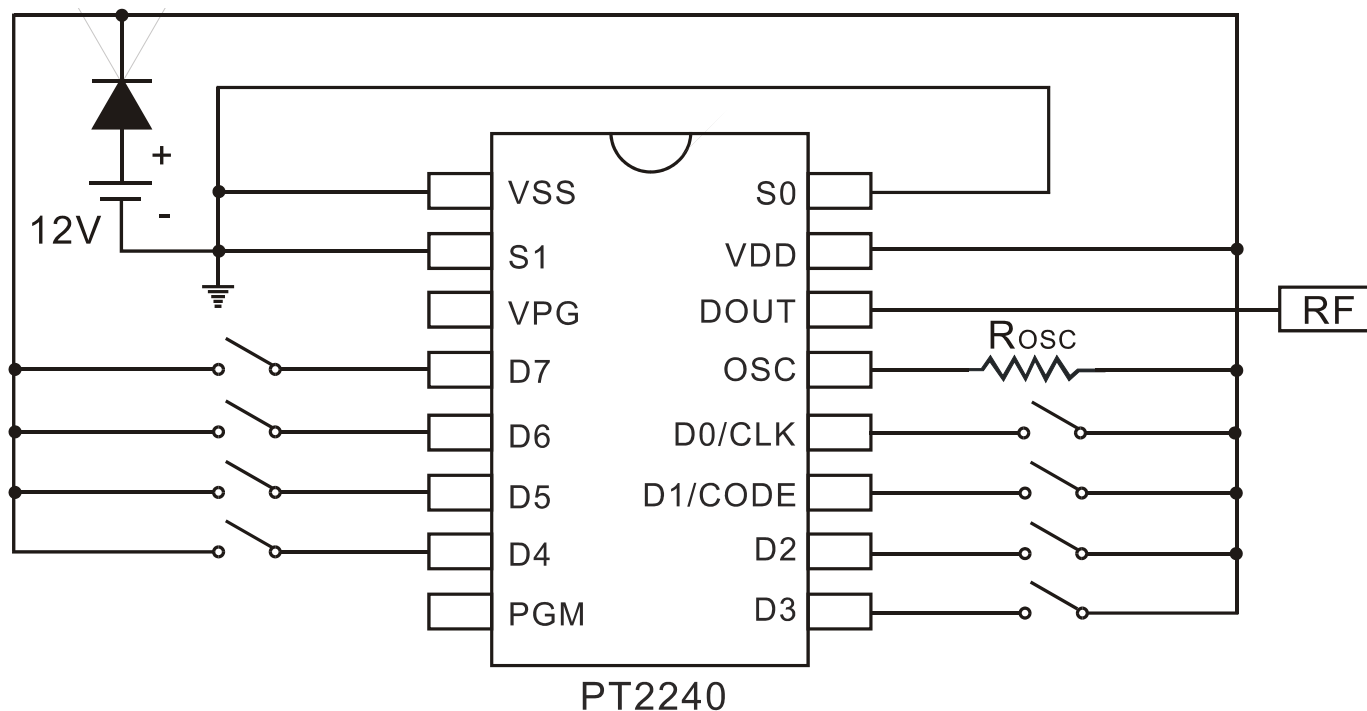 +
-
12V
VSS
S1
VPG
D7
D6
D5
D4
PGM
S0
VDD
DOUT
OSC
D0/CLK
D1/CODE
D2
D3
ROSC
RF
PT2240